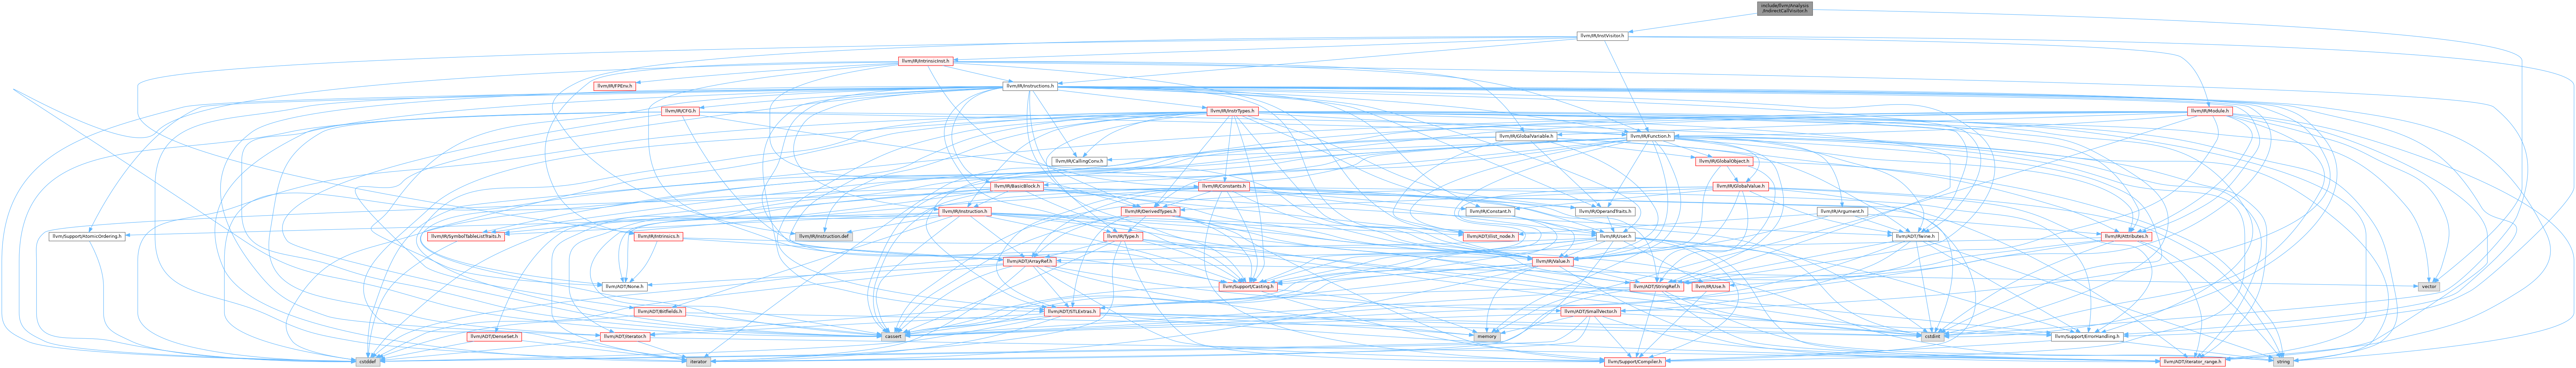 include/llvm/Analysis
/IndirectCallVisitor.h
llvm/IR/InstVisitor.h
llvm/IR/IntrinsicInst.h
llvm/IR/FPEnv.h
llvm/IR/Instructions.h
llvm/IR/CFG.h
llvm/IR/InstrTypes.h
llvm/IR/Module.h
llvm/IR/GlobalVariable.h
llvm/IR/Function.h
llvm/IR/CallingConv.h
llvm/IR/GlobalObject.h
llvm/IR/BasicBlock.h
llvm/IR/Constants.h
llvm/IR/GlobalValue.h
llvm/IR/Instruction.h
llvm/IR/DerivedTypes.h
llvm/IR/Constant.h
llvm/IR/OperandTraits.h
llvm/IR/Argument.h
llvm/Support/AtomicOrdering.h
llvm/IR/SymbolTableListTraits.h
llvm/IR/Intrinsics.h
llvm/IR/Instruction.def
llvm/IR/Type.h
llvm/ADT/ilist_node.h
llvm/IR/User.h
llvm/ADT/Twine.h
llvm/IR/Attributes.h
llvm/ADT/ArrayRef.h
llvm/IR/Value.h
llvm/ADT/None.h
llvm/Support/Casting.h
llvm/ADT/StringRef.h
llvm/IR/Use.h
vector
llvm/ADT/Bitfields.h
llvm/ADT/STLExtras.h
llvm/ADT/SmallVector.h
llvm/ADT/DenseSet.h
llvm/ADT/iterator.h
cassert
memory
cstdint
llvm/Support/ErrorHandling.h
cstddef
iterator
llvm/Support/Compiler.h
llvm/ADT/iterator_range.h
string